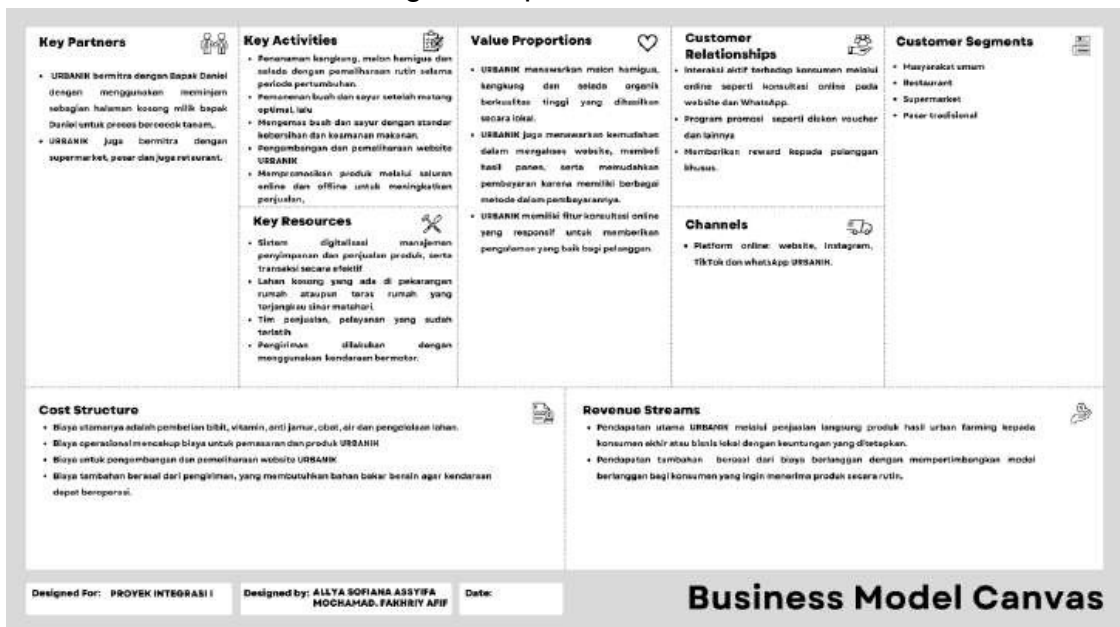 Key Partners
• URBANIK bermitra dengan Bapak Daniel
dengan menggunakan meminjam
sebagian halaman kosong milik bapak
Daniel untuk proses bercocok tanam,
• URBANIK juga bermitra dengan
supermarket, pasar dan juga restaurant.
Key Activities
• Penanaman kangkung, melon hamigua dan
selada dengan pemeliharaan rutin selama
periode pertumbuhan.
• Pemanenan buah dan sayur setelah matang
optimal, lalu
• Mengemas buah dan sayur dengan standar
kebersihan dan keamanan makanan.
• Pengembangan dan pemeliharaan website
URBANIK
• Mempromosikan produk melalui saluran
online dan offline untuk meningkatkan
penjualan,
Key Resources
• Sistem digitalisasi manajemen
penyimpanan dan penjualan produk, serta
transaksi secara efektif
• Lahan kosong yang ada di pekarangan
rumah ataupun teras rumah yang
terjangkau sinar matahari.
• Tim penjualan, pelayanan yang sudah
terlatih
• Pengiriman dilakukan dengan
menggunakan kendaraan bermotor.
Value Proportions
• URBANIK menawarkan melon hamigua,
kangkung dan selada organik
berkualitas tinggi yang dihasilkan
secara lokal.
• URBANIK juga menawarkan kemudahan
dalam mengakses website, membeli
hasil panen, serta memudahkan
pembayaran karena memiliki berbagai
metode dalam pembayarannya.
• URBANIK memiliki fitur konsultasi online
yang responsif untuk memberikan
pengalaman yang baik bagi pelanggan.
Customer
Relationships
• Interaksi aktif terhadap konsumen melalui
online seperti konsultasi online pada
website dan WhatsApp.
• Program promosi seperti diskon voucher
dan lainnya
• Memberikan reward kepada pelanggan
khusus.
Channels
• Platform online: website, Instagram,
TikTok dan whatsApp URBANIK.
Customer Segments
• Masyarakat umum
• Restaurant
• Supermarket
• Pasar tradisional
Cost Structure
• Biaya utamanya adalah pembelian bibit, vitamin, anti jamur, obat, air dan pengelolaan lahan.
• Biaya operasional mencakup biaya untuk pemasaran dan produk URBANIK
• Biaya untuk pengembangan dan pemeliharaan website URBANIK
• Biaya tambahan berasal dari pengiriman, yang membutuhkan bahan bakar bensin agar kendaraan
dapat beroperasi.
Revenue Streams
• Pendapatan utama URBANIK melalui penjualan langsung produk hasil urban farming kepada
konsumen akhir atau bisnis lokal dengan keuntungan yang ditetapkan.
• Pendapatan tambahan berasal dari biaya berlangganan dengan mempertimbangkan model
berlangganan bagi konsumen yang ingin menerima produk secara rutin.
Designed For: PROYEK INTEGRASI I
Designed by: ALLYA SOFIANA ASSYIFA
MOCHAMAD. FAKHRIY AFIF
Date:
Business Model Canvas